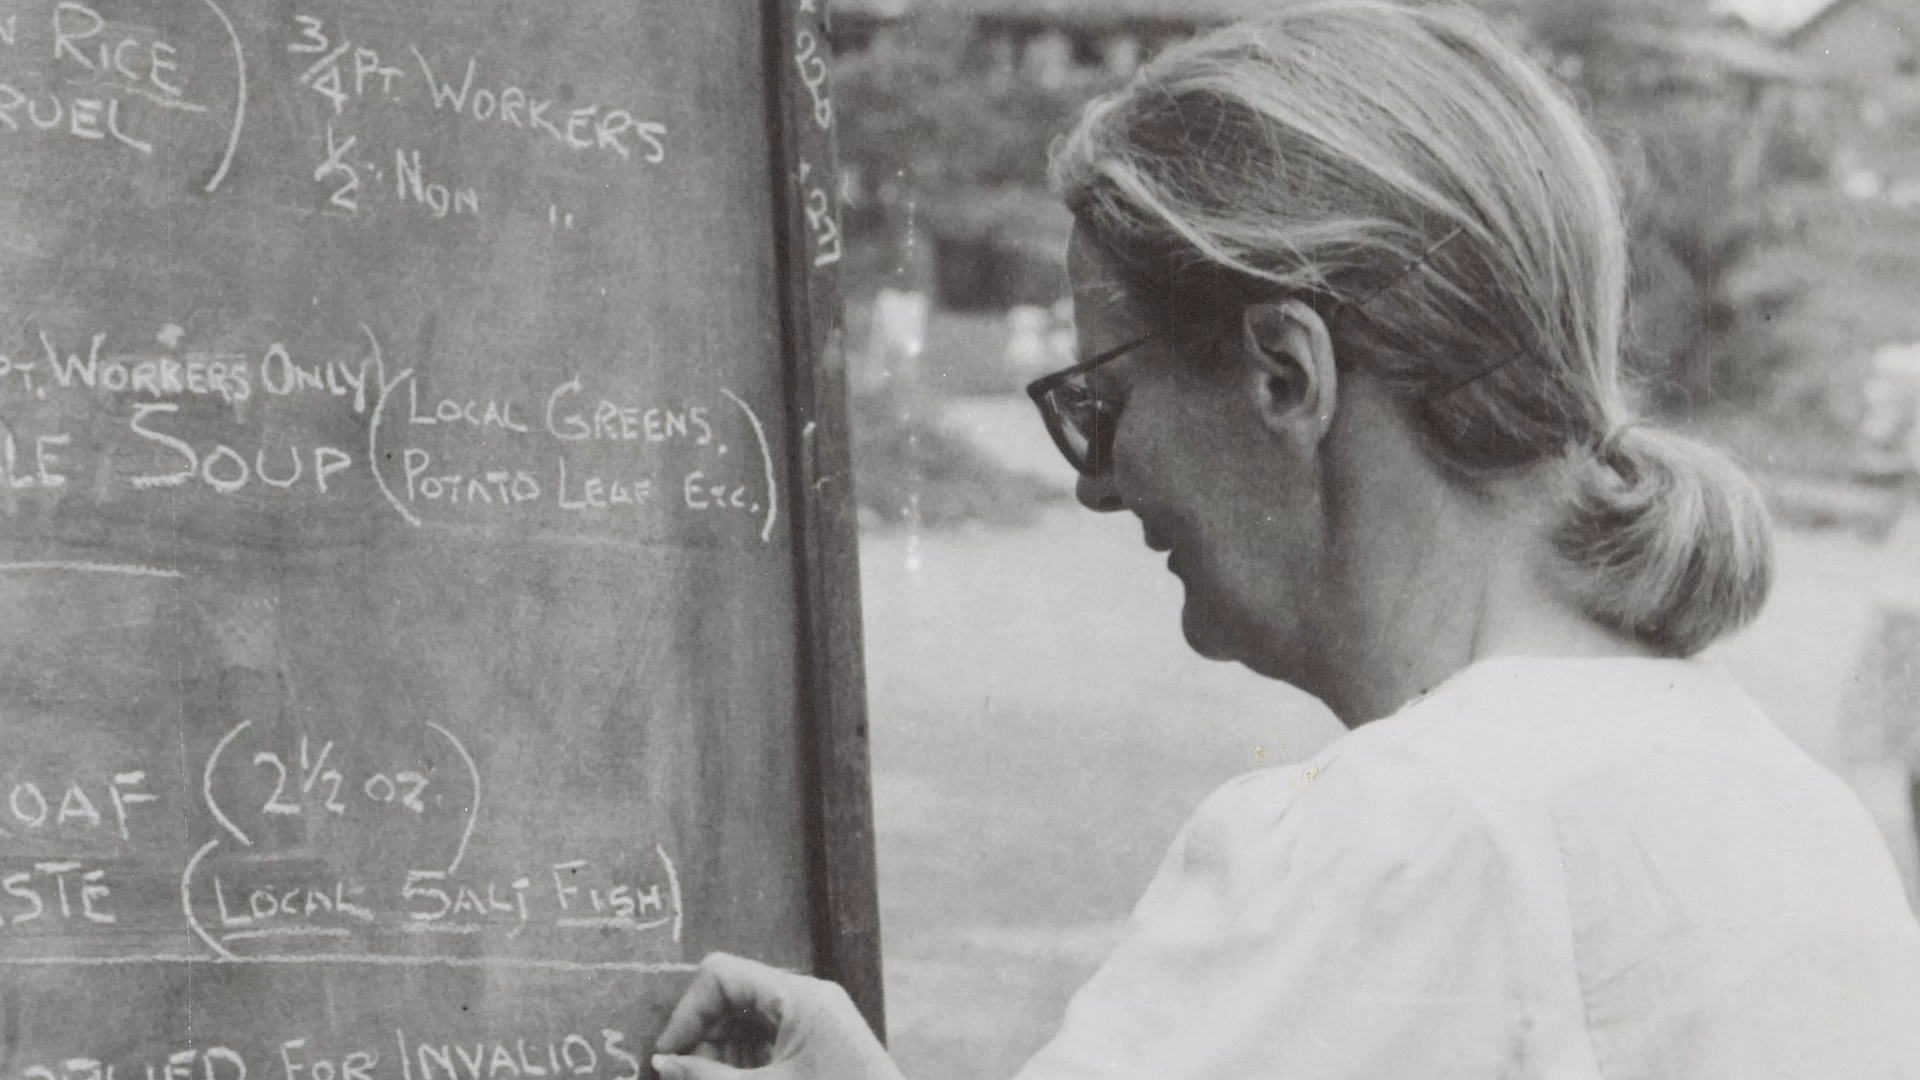 RICE
3/4 PT. WORKERS
RUEL
1/2 " NON "
PT. WORKERS ONLY
LE SOUP (LOCAL GREENS,
POTATO LEAF ETC.)
OAF (2 1/2 OZ.)
STE (LOCAL SALT FISH)
FOR INVALIDS